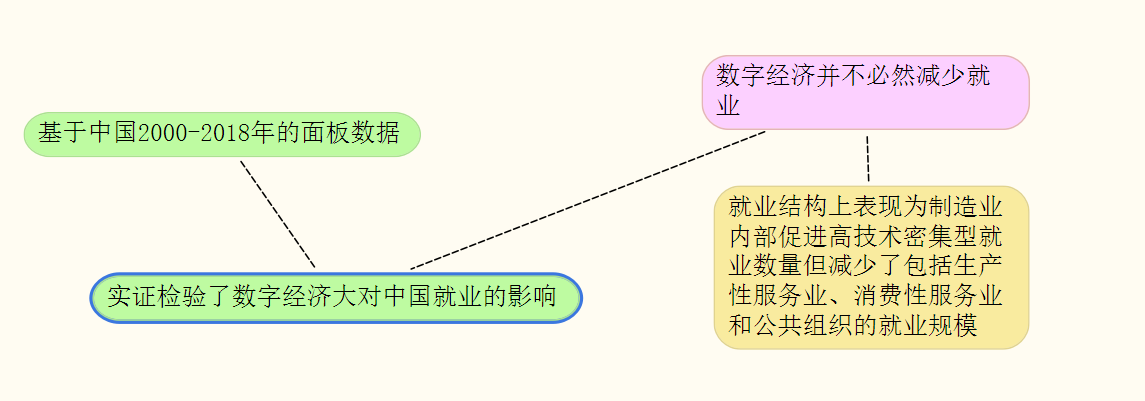 基于中国2000-2018年的面板数据
实证检验了数字经济大对中国就业的影响
数字经济并不必然减少就
业
就业结构上表现为制造业
内部促进高技术密集型就
业数量但减少了包括生产
性服务业、消费性服务业
和公共组织的就业规模